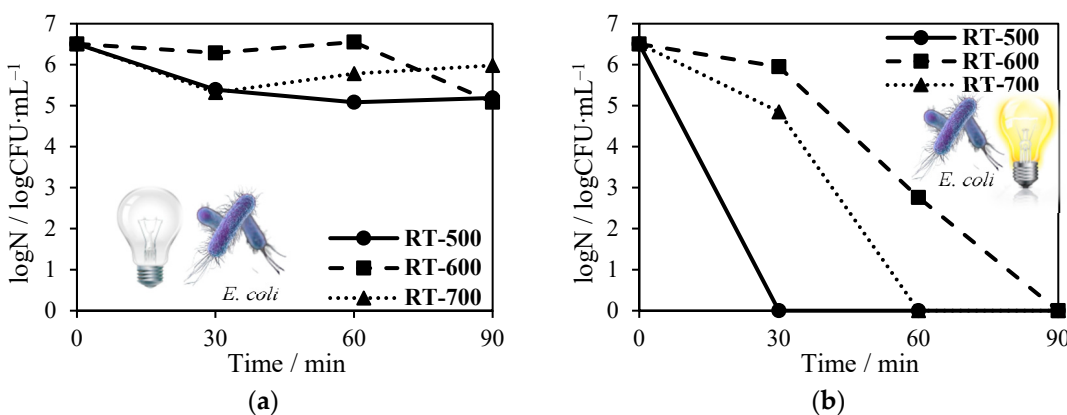 logN / logCFU·mL⁻¹
7
6
5
4
3
2
1
0
0 30 60 90
Time / min
E. coli
RT-500
RT-600
RT-700
(a)
logN / logCFU·mL⁻¹
7
6
5
4
3
2
1
0
0 30 60 90
Time / min
RT-500
RT-600
RT-700
E. coli
(b)